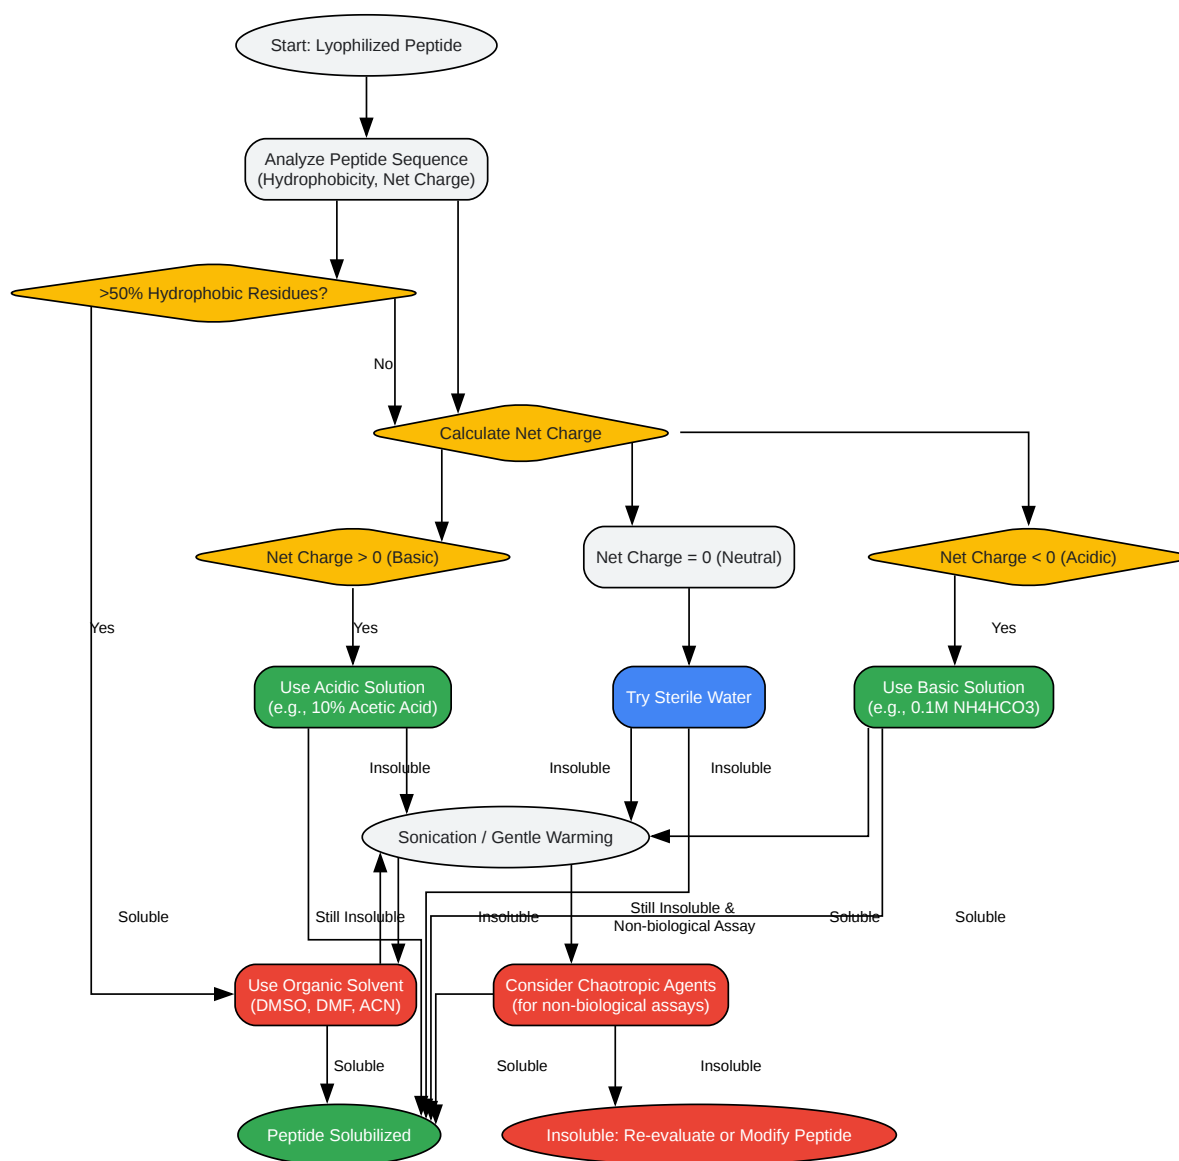 Start: Lyophilized Peptide
Analyze Peptide Sequence
(Hydrophobicity, Net Charge)
>50% Hydrophobic Residues?
No
Calculate Net Charge
Net Charge > 0 (Basic)
Net Charge = 0 (Neutral)
Net Charge < 0 (Acidic)
Yes
Yes
Yes
Use Acidic Solution
(e.g., 10% Acetic Acid)
Try Sterile Water
Use Basic Solution
(e.g., 0.1M NH4HCO3)
Insoluble
Insoluble
Insoluble
Sonication / Gentle Warming
Soluble
Still Insoluble
Insoluble
Still Insoluble &
Non-biological Assay
Soluble
Soluble
Use Organic Solvent
(DMSO, DMF, ACN)
Consider Chaotropic Agents
(for non-biological assays)
Soluble
Soluble
Insoluble
Peptide Solubilized
Insoluble: Re-evaluate or Modify Peptide